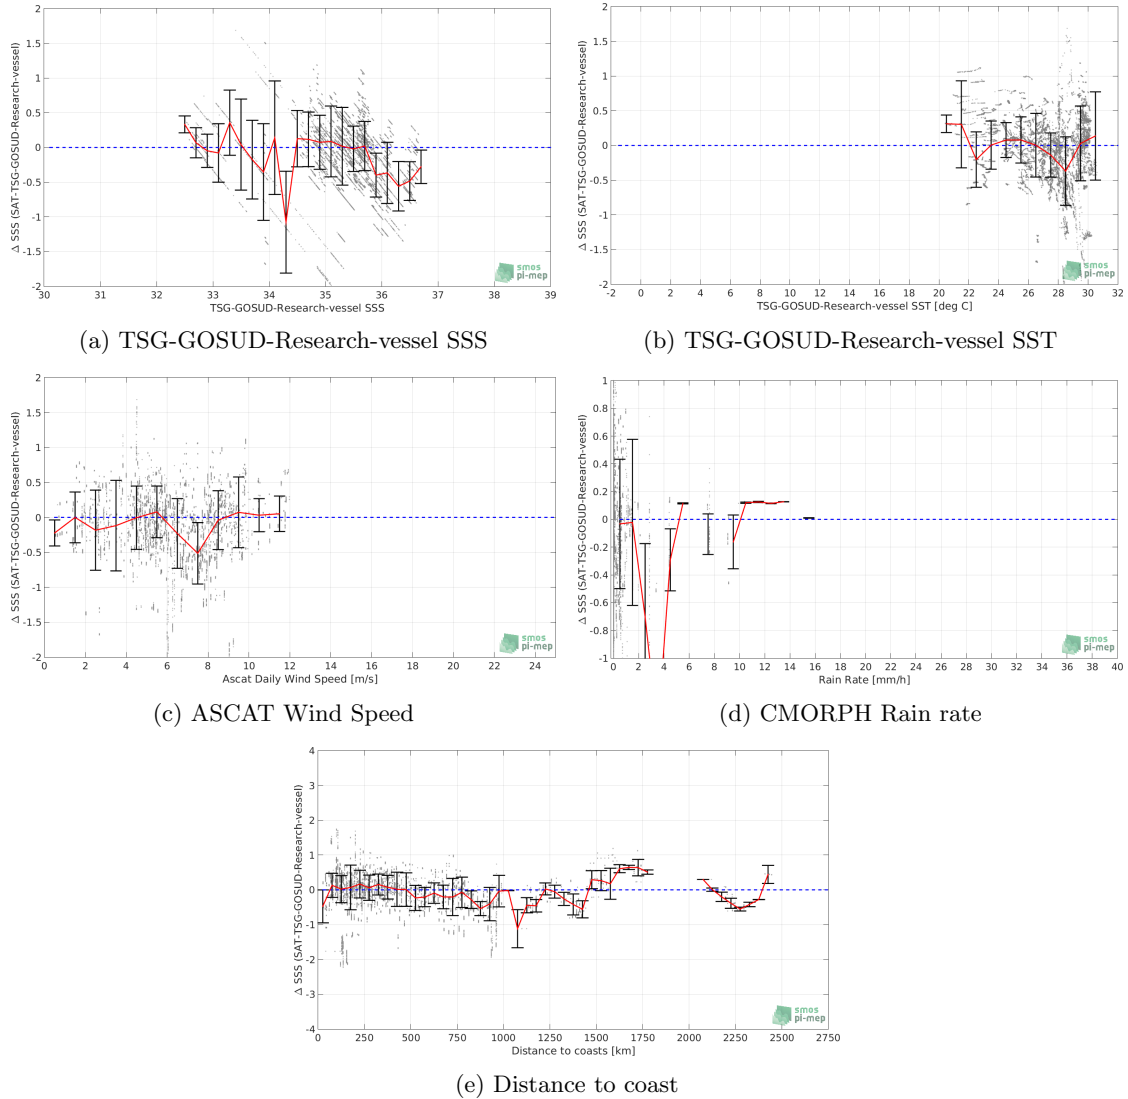 2
1.5
1
0.5
0
-0.5
-1
-1.5
-2
Δ SSS (SAT-TSG-GOSUD-Research-vessel)
30 31 32 33 34 35 36 37 38 39
TSG-GOSUD-Research-vessel SSS
smos
pi-mep
(a) TSG-GOSUD-Research-vessel SSS
2
1.5
1
0.5
0
-0.5
-1
-1.5
-2
Δ SSS (SAT-TSG-GOSUD-Research-vessel)
-2 0 2 4 6 8 10 12 14 16 18 20 22 24 26 28 30 32
TSG-GOSUD-Research-vessel SST [deg C]
smos
pi-mep
(b) TSG-GOSUD-Research-vessel SST
2
1.5
1
0.5
0
-0.5
-1
-1.5
-2
Δ SSS (SAT-TSG-GOSUD-Research-vessel)
0 2 4 6 8 10 12 14 16 18 20 22 24
Ascat Daily Wind Speed [m/s]
smos
pi-mep
(c) ASCAT Wind Speed
1
0.8
0.6
0.4
0.2
0
-0.2
-0.4
-0.6
-0.8
-1
Δ SSS (SAT-TSG-GOSUD-Research-vessel)
0 2 4 6 8 10 12 14 16 18 20 22 24 26 28 30 32 34 36 38 40
Rain Rate [mm/h]
smos
pi-mep
(d) CMORPH Rain rate
4
3
2
1
0
-1
-2
-3
-4
Δ SSS (SAT-TSG-GOSUD-Research-vessel)
0 250 500 750 1000 1250 1500 1750 2000 2250 2500 2750
Distance to coasts [km]
smos
pi-mep
(e) Distance to coast